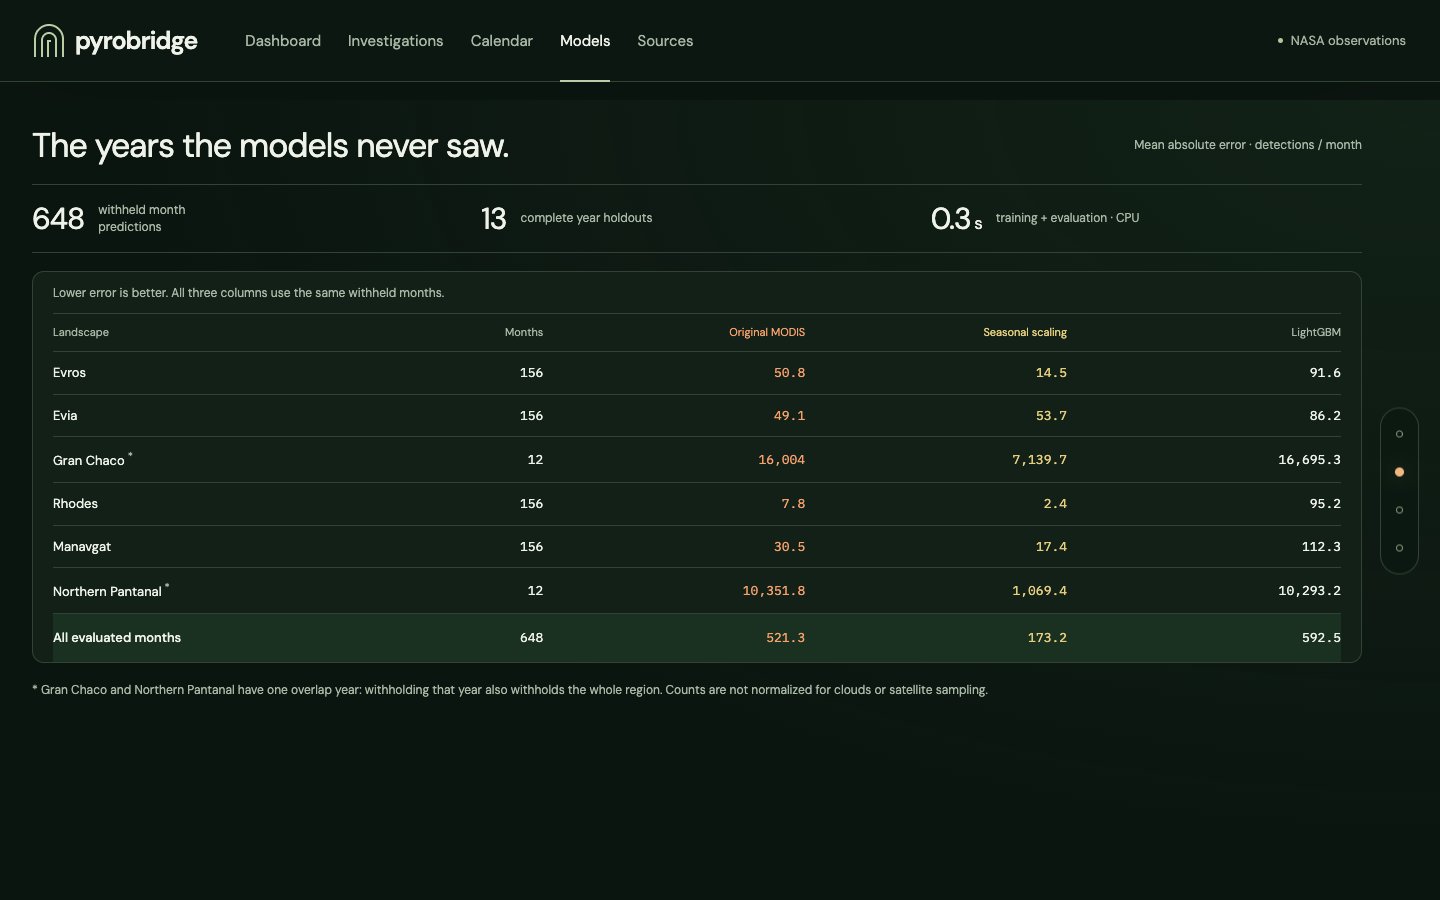 pyrobridge
Dashboard Investigations Calendar Models Sources
NASA observations
The years the models never saw.
Mean absolute error · detections / month
648 withheld month predictions
13 complete year holdouts
0.3 s training + evaluation · CPU
Lower error is better. All three columns use the same withheld months.
Landscape Months Original MODIS Seasonal scaling LightGBM
Evros 156 50.8 14.5 91.6
Evia 156 49.1 53.7 86.2
Gran Chaco * 12 16,004 7,139.7 16,695.3
Rhodes 156 7.8 2.4 95.2
Manavgat 156 30.5 17.4 112.3
Northern Pantanal * 12 10,351.8 1,069.4 10,293.2
All evaluated months 648 521.3 173.2 592.5
* Gran Chaco and Northern Pantanal have one overlap year: withholding that year also withholds the whole region. Counts are not normalized for clouds or satellite sampling.